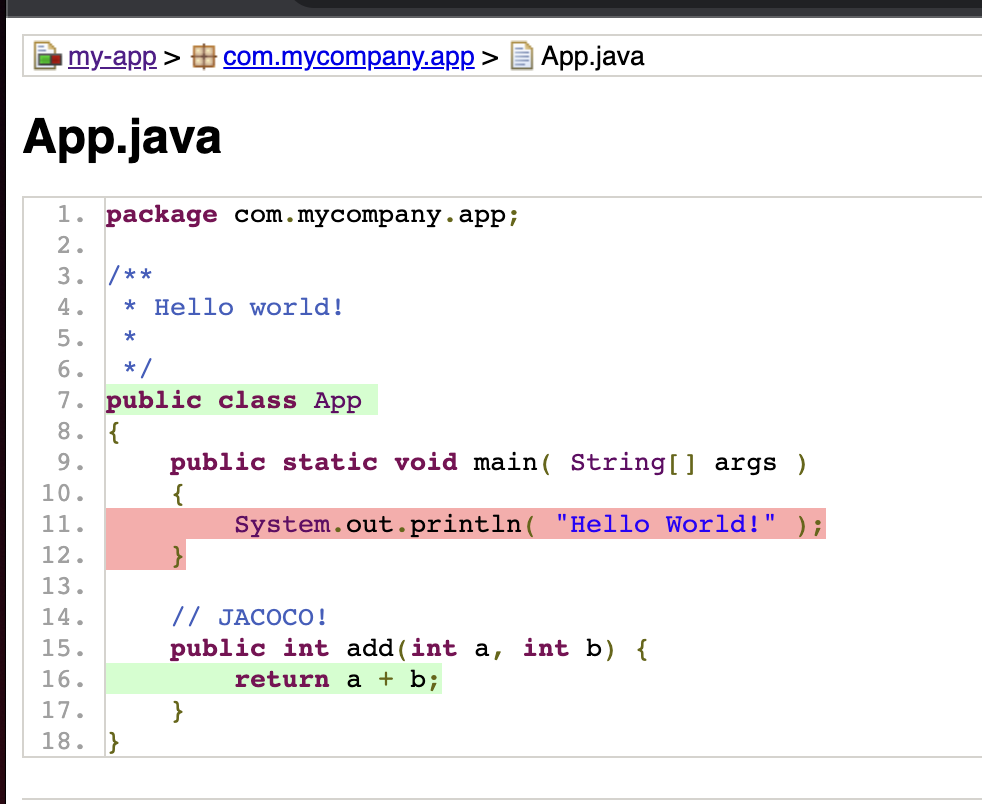 my-app > com.mycompany.app > App.java
App.java
1. package com.mycompany.app;
2.
3. /**
4.  * Hello world!
5.  *
6.  */
7. public class App
8. {
9.     public static void main( String[] args )
10.     {
11.         System.out.println( "Hello World!" );
12.     }
13.
14.     // JACOCO!
15.     public int add(int a, int b) {
16.         return a + b;
17.     }
18. }